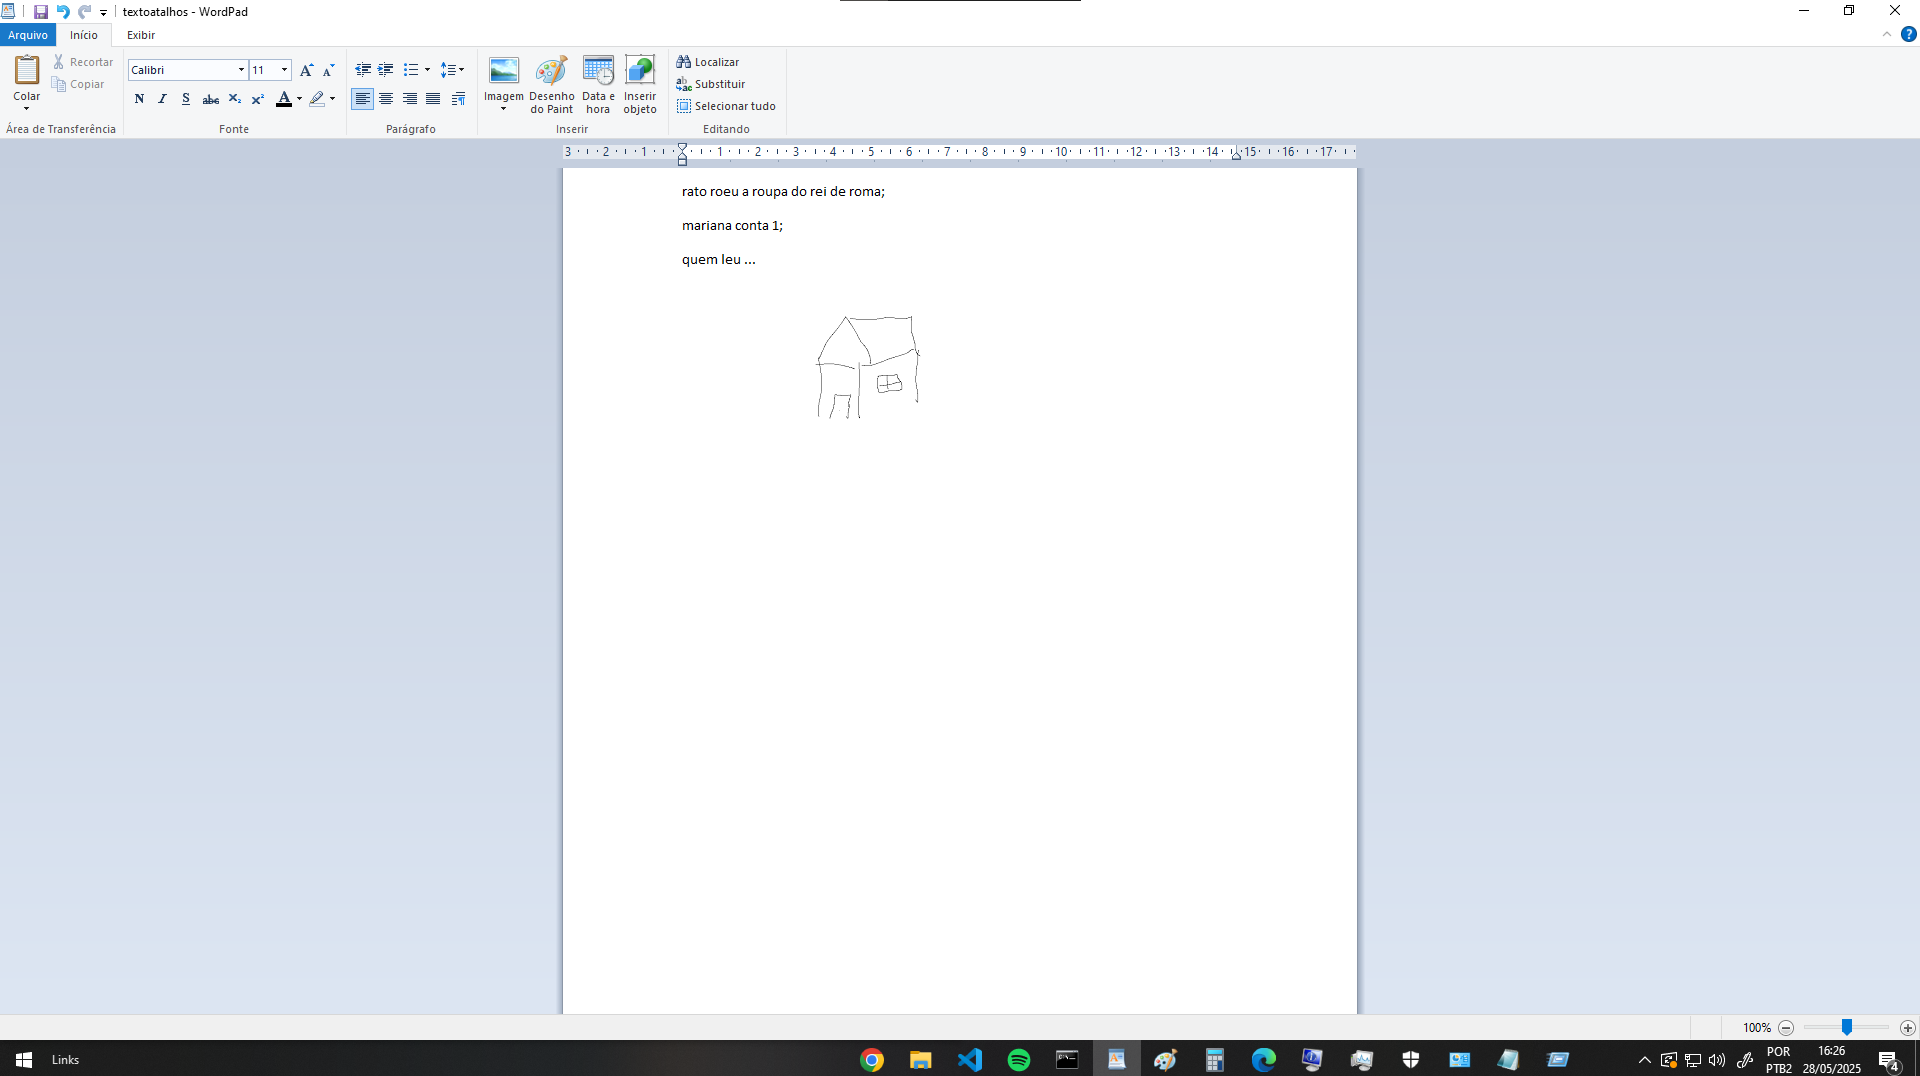 textoatalhos - WordPad
Arquivo Início Exibir
Colar
Recortar
Copiar
Área de Transferência
Calibri 11
N I S abc X₂ X² A
Fonte
Parágrafo
Imagem
Desenho do Paint
Data e hora
Inserir objeto
Inserir
Localizar
Substituir
Selecionar tudo
Editando
3 2 1 1 2 3 4 5 6 7 8 9 10 11 12 13 14 15 16 17
rato roeu a roupa do rei de roma;
mariana conta 1;
quem leu ...
100%
Links
POR
PTB2
16:26
28/05/2025
4